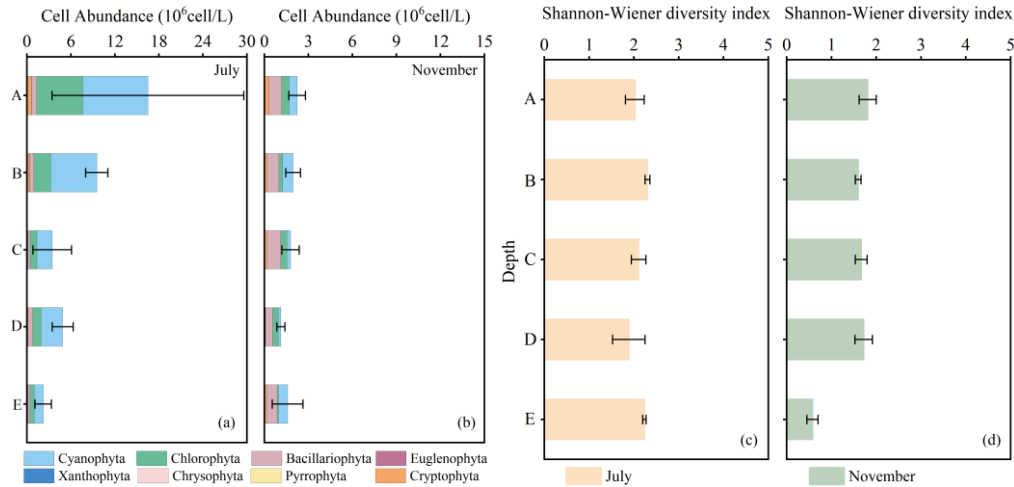 Cell Abundance (10⁶cell/L)
0 6 12 18 24 30
July
A
B
C
D
E
(a)
Cell Abundance (10⁶cell/L)
0 3 6 9 12 15
November
(b)
Cyanophyta Chlorophyta Bacillariophyta Euglenophyta
Xanthophyta Chrysophyta Pyrrophyta Cryptophyta
Shannon-Wiener diversity index
0 1 2 3 4 5
Depth
A
B
C
D
E
(c)
July
Shannon-Wiener diversity index
0 1 2 3 4 5
(d)
November